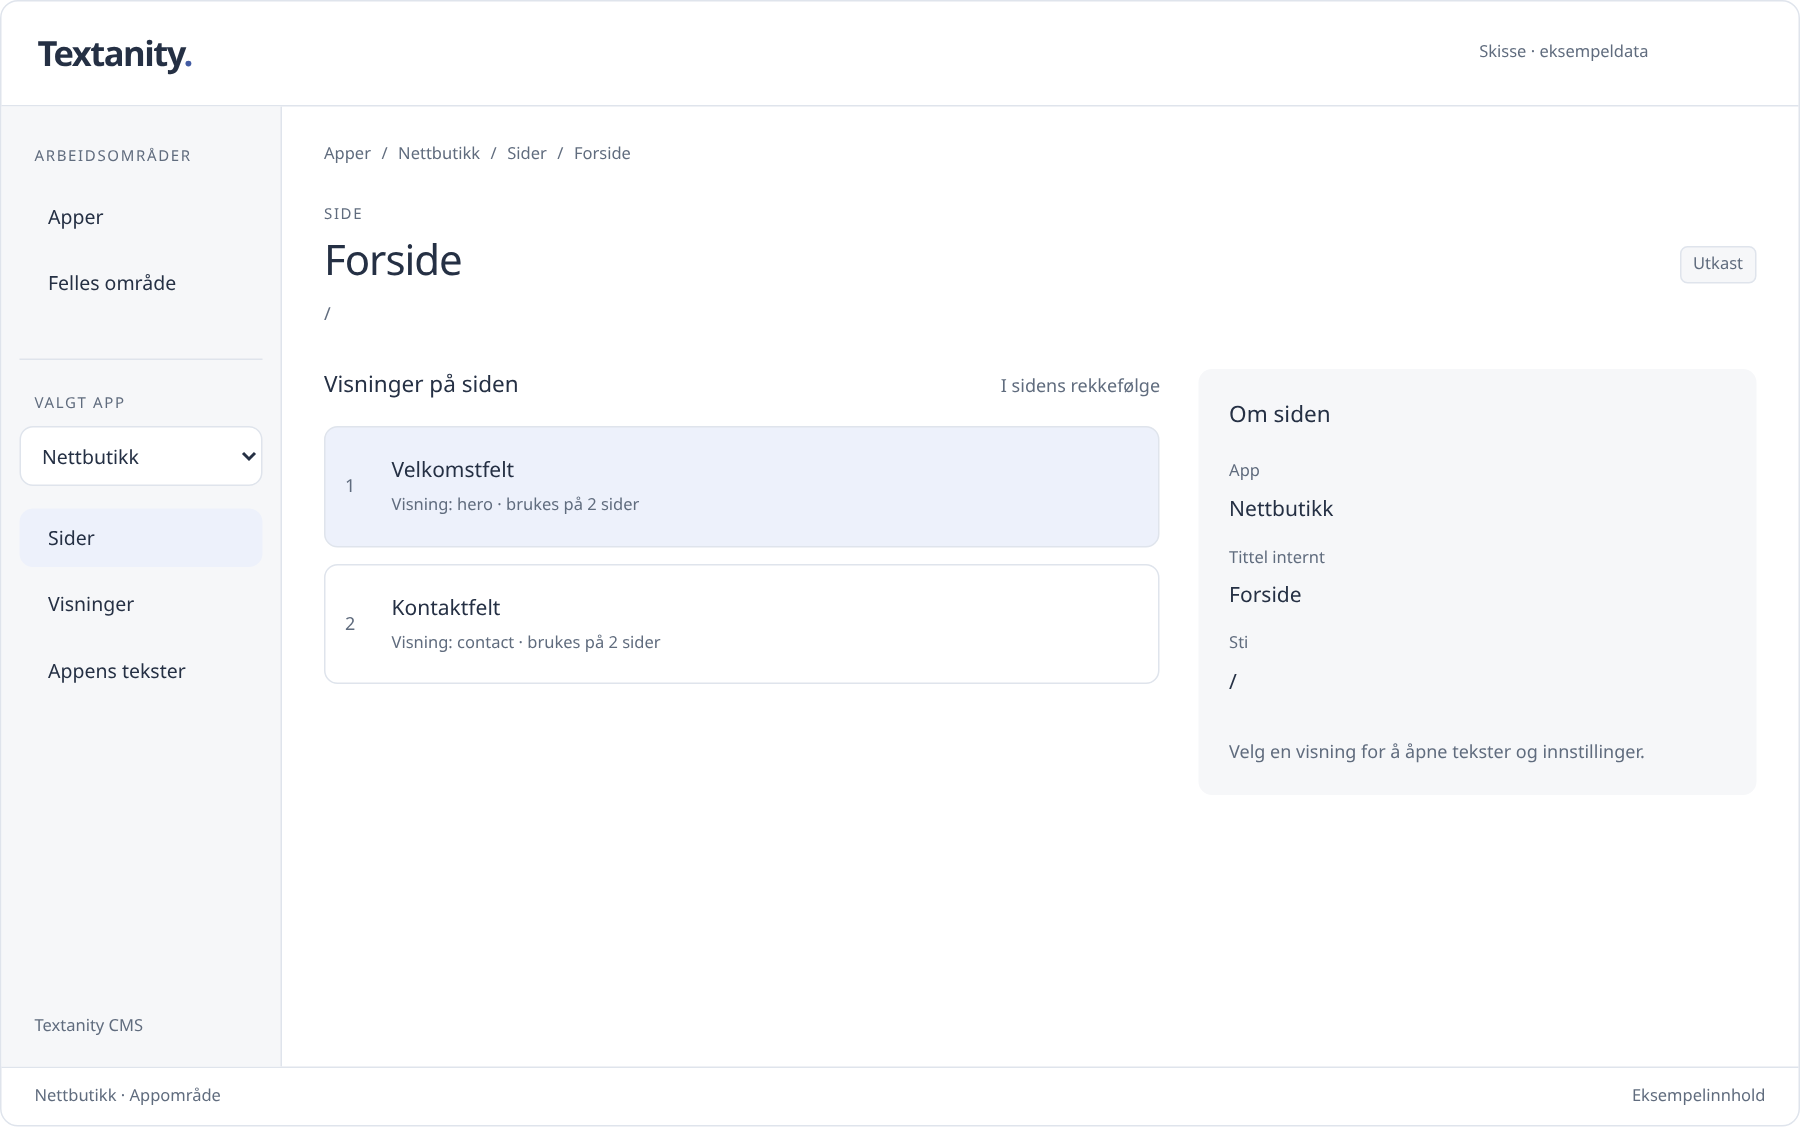 Textanity.
Skisse · eksempeldata
ARBEIDSOMRÅDER
Apper
Felles område
VALGT APP
Nettbutikk
Sider
Visninger
Appens tekster
Textanity CMS
Apper / Nettbutikk / Sider / Forside
SIDE
Forside
Utkast
/
Visninger på siden
I sidens rekkefølge
1
Velkomstfelt
Visning: hero · brukes på 2 sider
2
Kontaktfelt
Visning: contact · brukes på 2 sider
Om siden
App
Nettbutikk
Tittel internt
Forside
Sti
/
Velg en visning for å åpne tekster og innstillinger.
Nettbutikk · Appområde
Eksempelinnhold